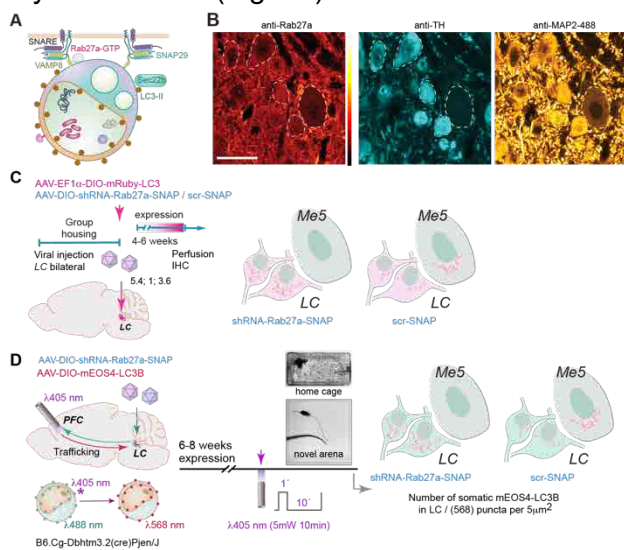 A
SNARE
Rab27a-GTP
SNAP29
VAMP8
Sec22b
LC3-II
B
anti-Rab27a
anti-TH
anti-MAP2-488
C
AAV-EF1α-DIO-mRuby-LC3
AAV-DIO-shRNA-Rab27a-SNAP / scr-SNAP
Group
housing
expression
4-6 weeks
Viral injection
LC bilateral
Perfusion
IHC
5.4; 1; 3.6
LC
Me5
LC
shRNA-Rab27a-SNAP
Me5
LC
scr-SNAP
D
AAV-DIO-shRNA-Rab27a-SNAP
AAV-DIO-mEOS4-LC3B
λ405 nm
PFC
Trafficking
LC
λ405 nm
*
λ488 nm
λ568 nm
B6.Cg-Dbhtm3.2(cre)Pjen/J
6-8 weeks
expression
home cage
novel arena
1´
10´
λ405 nm (5mW 10min)
Me5
LC
shRNA-Rab27a-SNAP
Me5
LC
scr-SNAP
Number of somatic mEOS4-LC3B
in LC / (568) puncta per 5µm2